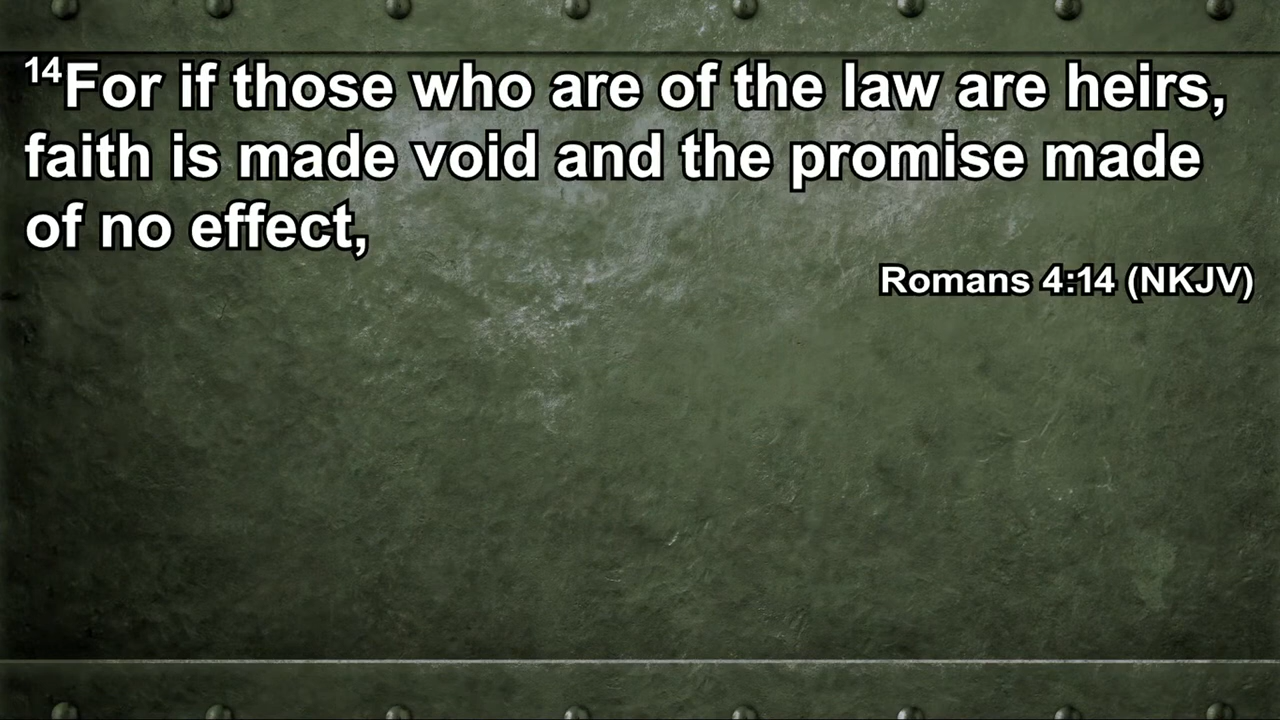 ¹⁴For if those who are of the law are heirs,
faith is made void and the promise made
of no effect,
Romans 4:14 (NKJV)